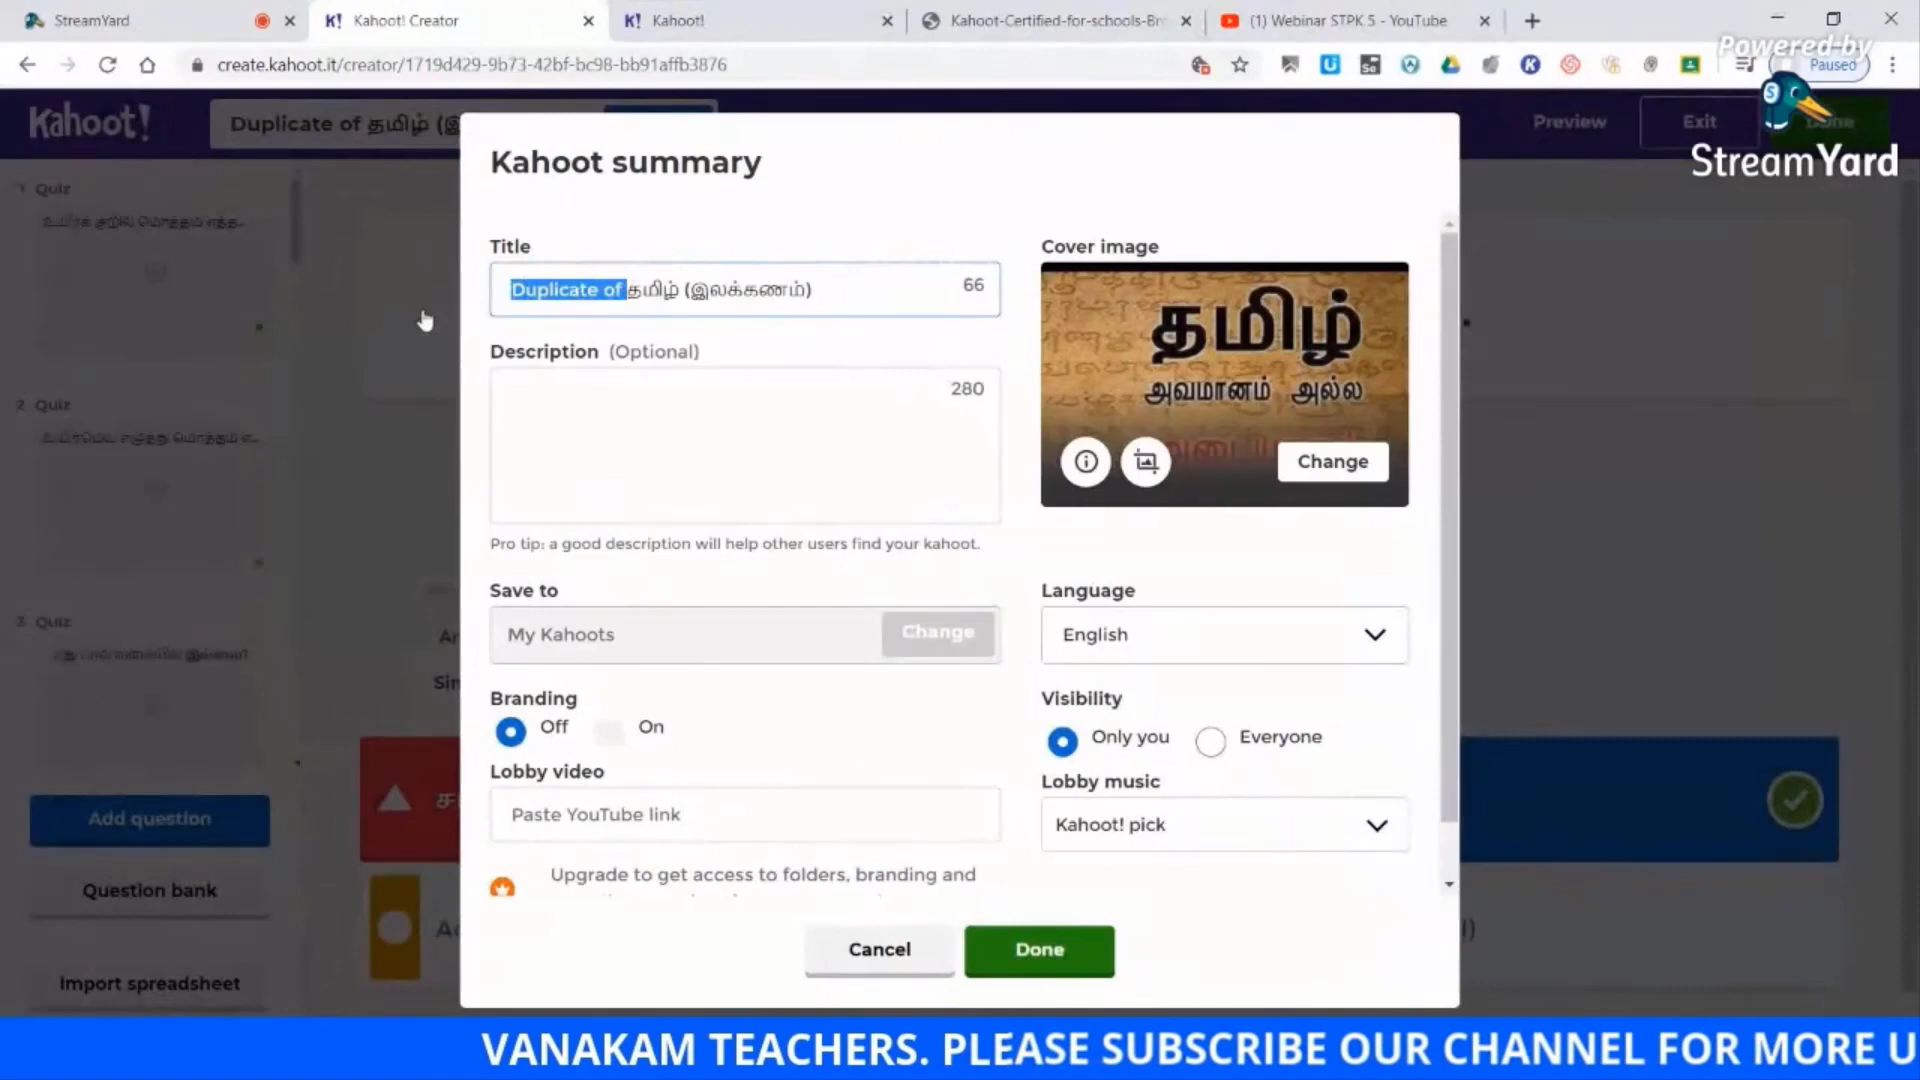 StreamYard
Kahoot! Creator
Kahoot!
Kahoot-Certified-for-schools-Br
(1) Webinar STPK 5 - YouTube
create.kahoot.it/creator/1719d429-9b73-42bf-bc98-bb91affb3876
Paused
Powered by
StreamYard
Kahoot!
Duplicate of தமிழ் (இ
Preview
Exit
Done
Kahoot summary
1 Quiz
2 Quiz
3 Quiz
Title
Duplicate of தமிழ் (இலக்கணம்)
66
Description (Optional)
280
Pro tip: a good description will help other users find your kahoot.
Cover image
தமிழ்
அவமானம் அல்ல
Change
Save to
My Kahoots
Change
Language
English
Branding
Off
On
Visibility
Only you
Everyone
Lobby video
Paste YouTube link
Lobby music
Kahoot! pick
Upgrade to get access to folders, branding and
Cancel
Done
Add question
Question bank
Import spreadsheet
VANAKAM TEACHERS. PLEASE SUBSCRIBE OUR CHANNEL FOR MORE U